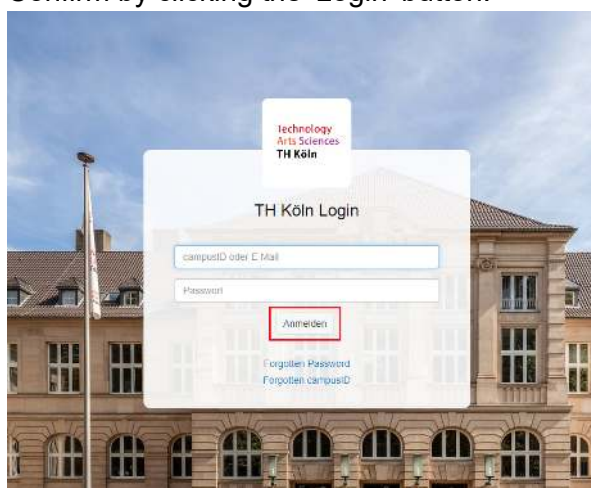 Confirm by clicking the 'Login' button.
Technology
Arts Sciences
TH Köln
TH Köln Login
campusID oder E Mail
Passwort
Anmelden
Forgotten Password
Forgotten campusID